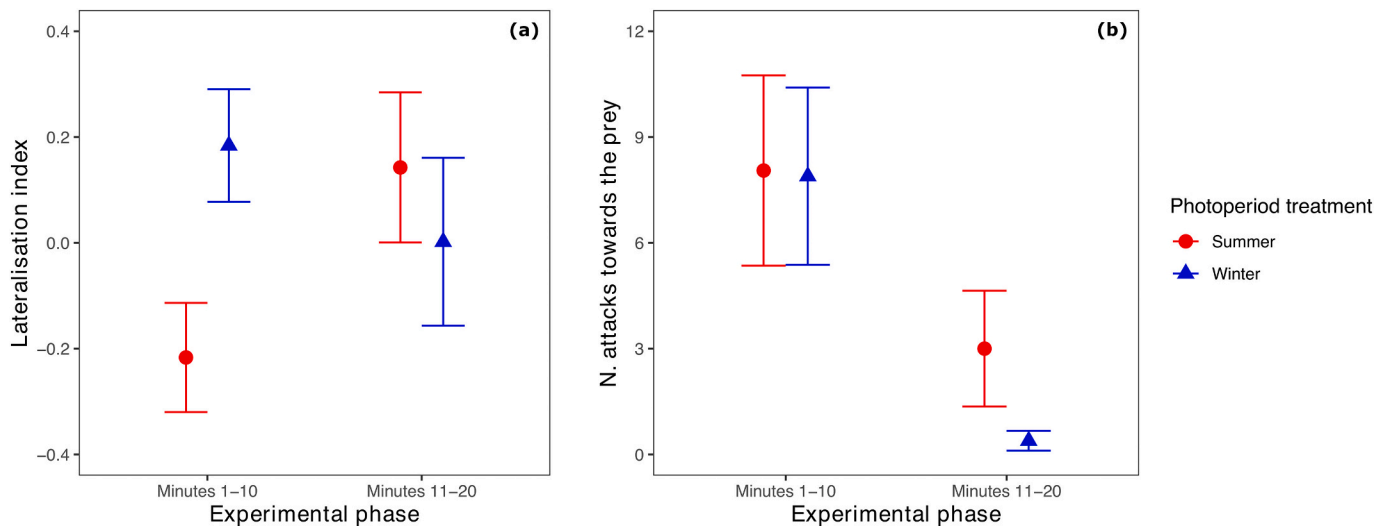 (a)
Lateralisation index
0.4
0.2
0.0
−0.2
−0.4
Minutes 1−10
Minutes 11−20
Experimental phase
(b)
N. attacks towards the prey
12
9
6
3
0
Minutes 1−10
Minutes 11−20
Experimental phase
Photoperiod treatment
Summer
Winter